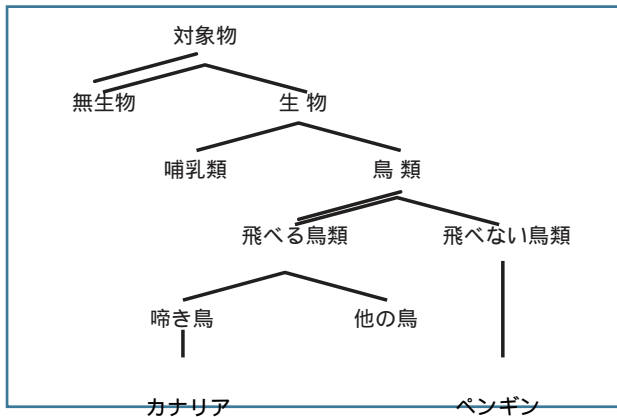 対象物
無生物 生 物
哺乳類 鳥 類
飛べる鳥類 飛べない鳥類
啼き鳥 他の鳥
カナリア ペンギン